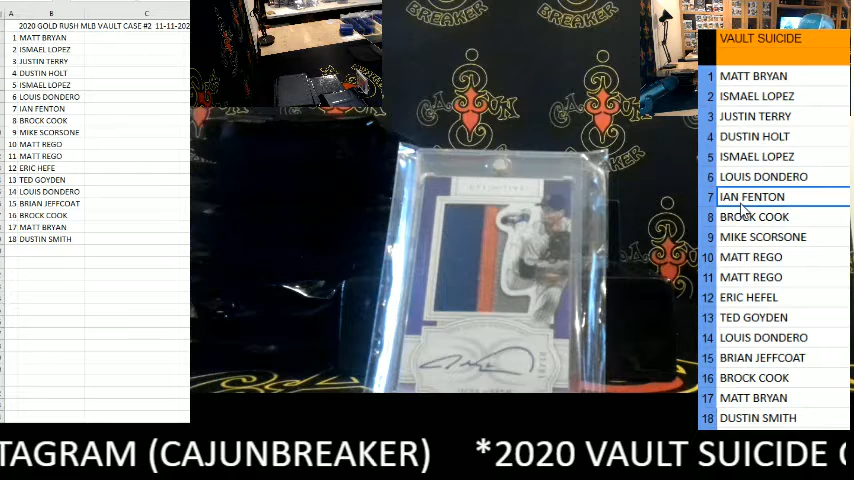 A B C
2020 GOLD RUSH MLB VAULT CASE #2 11-11-202
1 MATT BRYAN
2 ISMAEL LOPEZ
3 JUSTIN TERRY
4 DUSTIN HOLT
5 ISMAEL LOPEZ
6 LOUIS DONDERO
7 IAN FENTON
8 BROCK COOK
9 MIKE SCORSONE
10 MATT REGO
11 MATT REGO
12 ERIC HEFE
13 TED GOYDEN
14 LOUIS DONDERO
15 BRIAN JEFFCOAT
16 BROCK COOK
17 MATT BRYAN
18 DUSTIN SMITH
BREAKER
BREAKER
CAJUN
BREAKER
CAJUN
BREAKER
VAULT SUICIDE
1 MATT BRYAN
2 ISMAEL LOPEZ
3 JUSTIN TERRY
4 DUSTIN HOLT
5 ISMAEL LOPEZ
6 LOUIS DONDERO
7 IAN FENTON
8 BROCK COOK
9 MIKE SCORSONE
10 MATT REGO
11 MATT REGO
12 ERIC HEFEL
13 TED GOYDEN
14 LOUIS DONDERO
15 BRIAN JEFFCOAT
16 BROCK COOK
17 MATT BRYAN
18 DUSTIN SMITH
TAGRAM (CAJUNBREAKER) *2020 VAULT SUICIDE